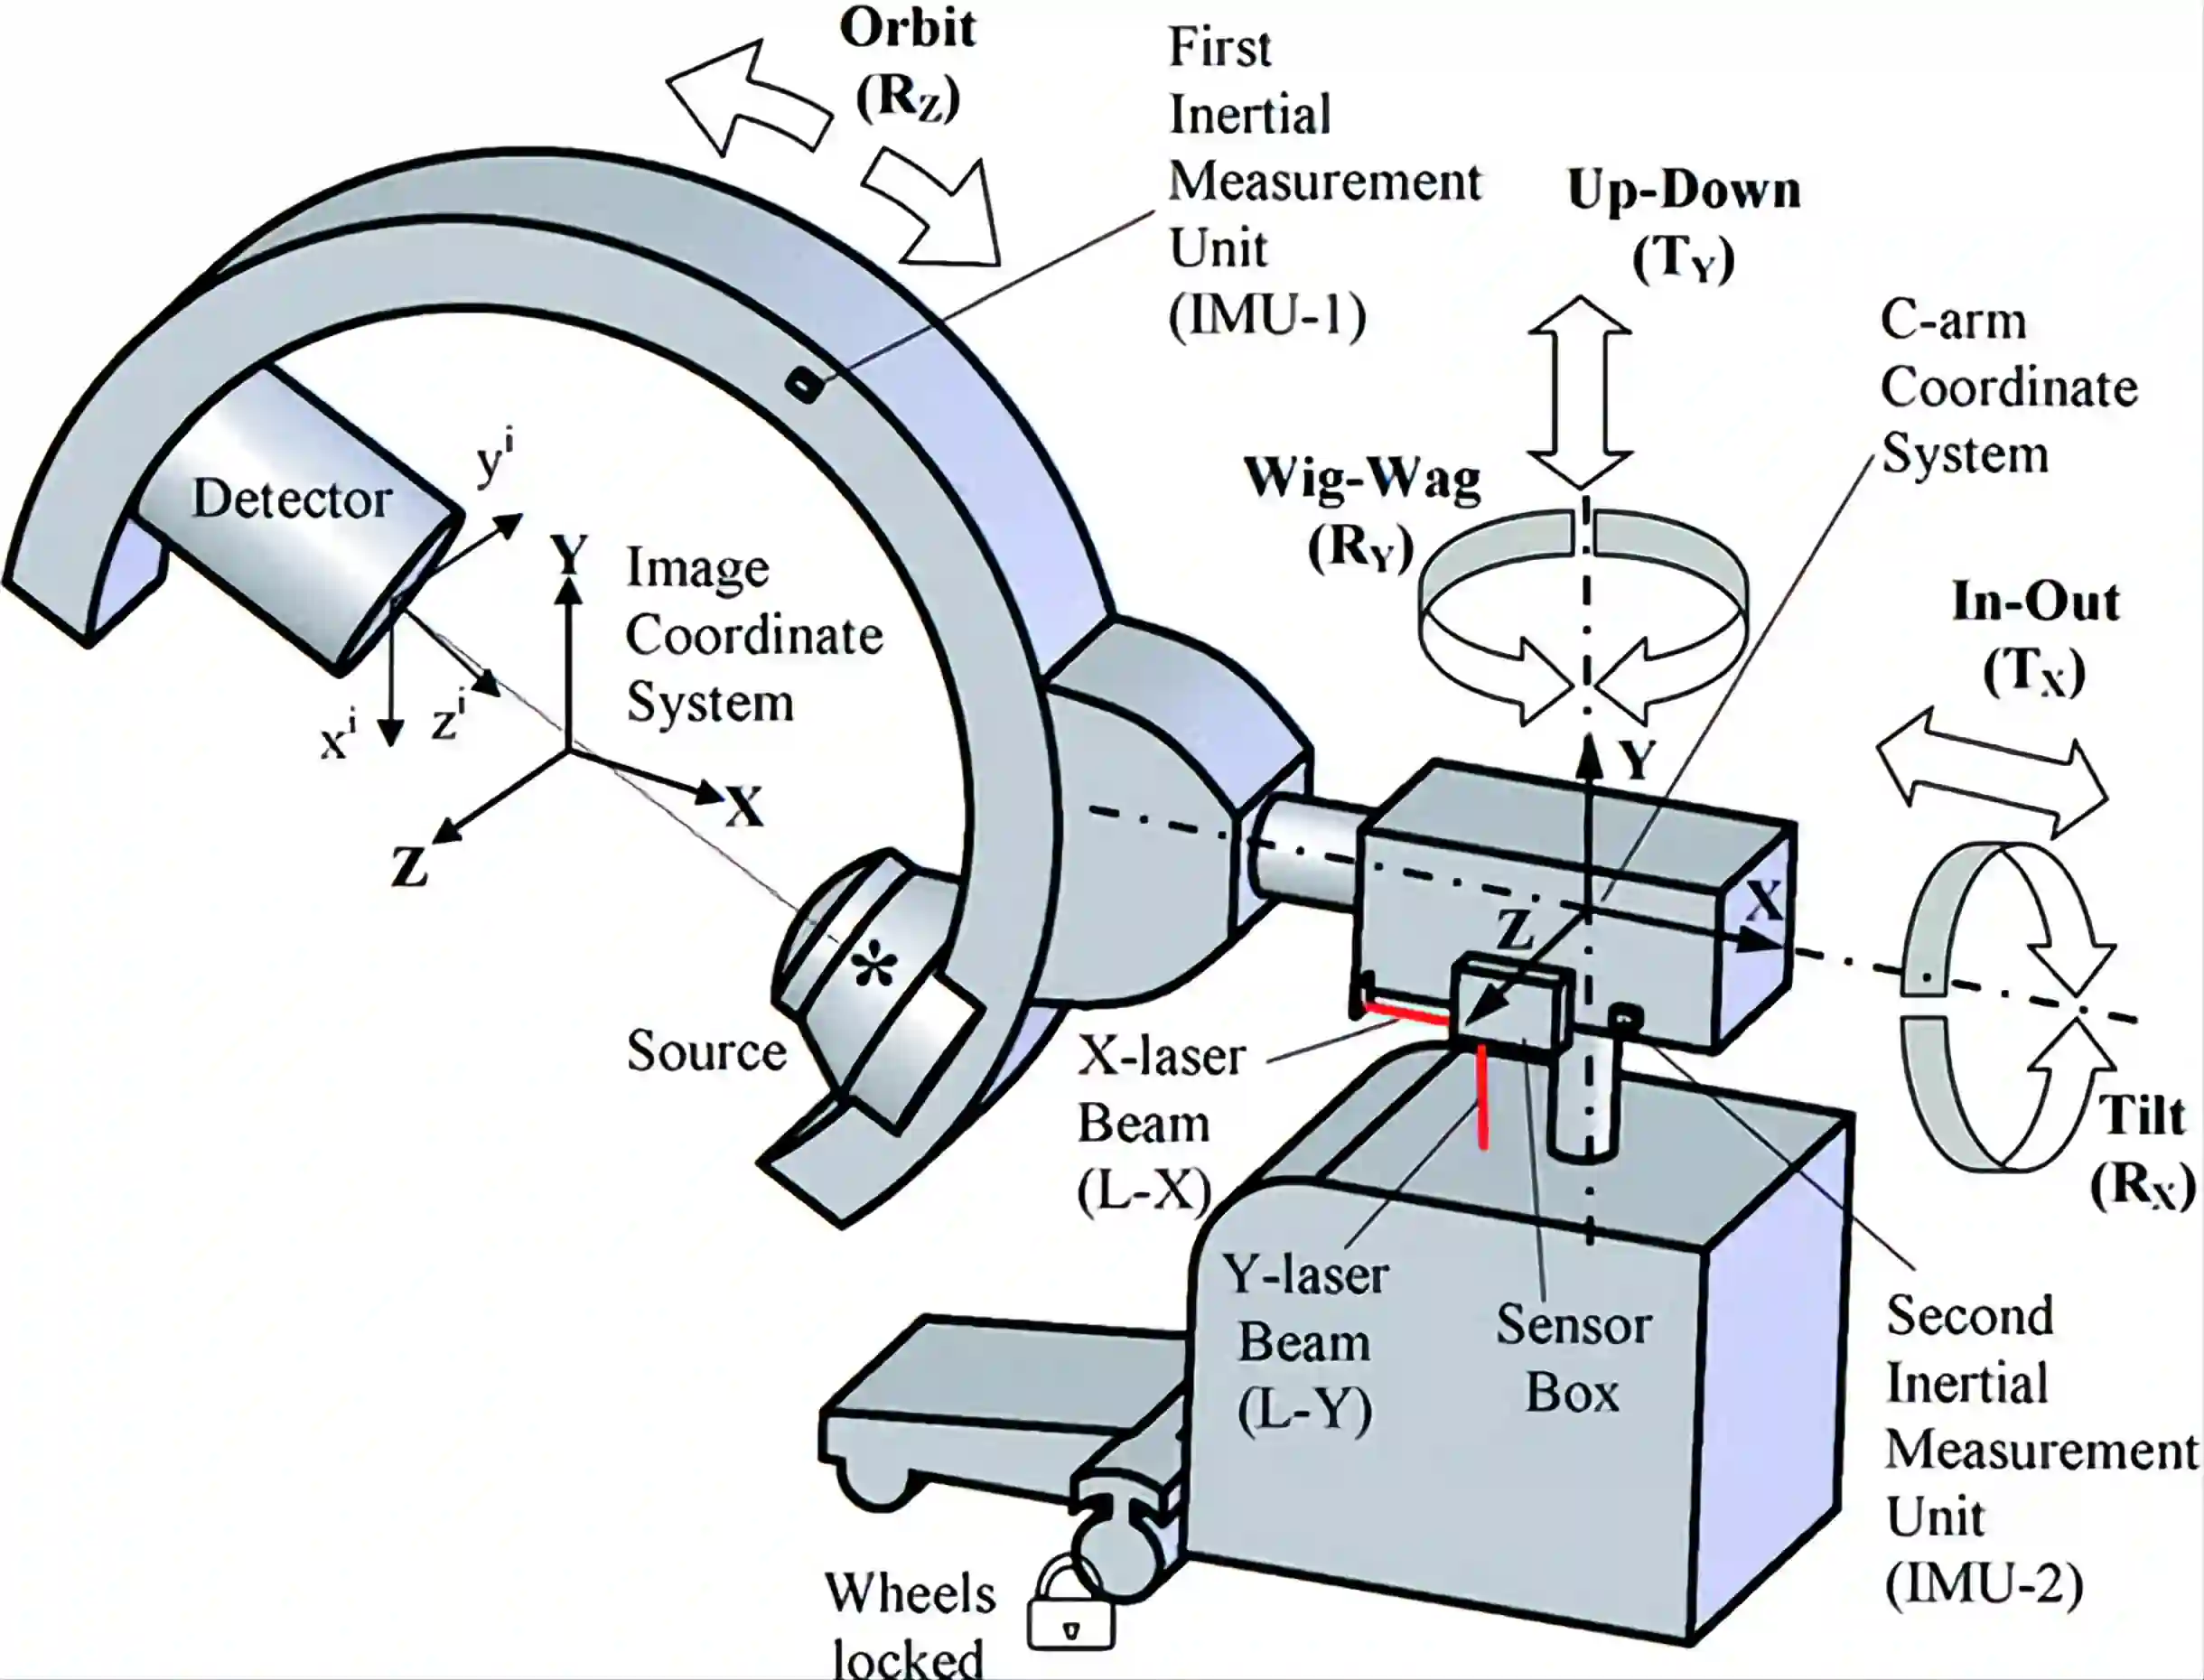 Orbit
(RZ)
First
Inertial
Measurement
Unit
(IMU-1)
Up-Down
(TY)
C-arm
Coordinate
System
Wig-Wag
(RY)
In-Out
(TX)
Detector
yi
xi
zi
Y
X
Z
Image
Coordinate
System
Y
X
Z
*
Source
X-laser
Beam
(L-X)
Tilt
(RX)
Y-laser
Beam
(L-Y)
Sensor
Box
Second
Inertial
Measurement
Unit
(IMU-2)
Wheels
locked